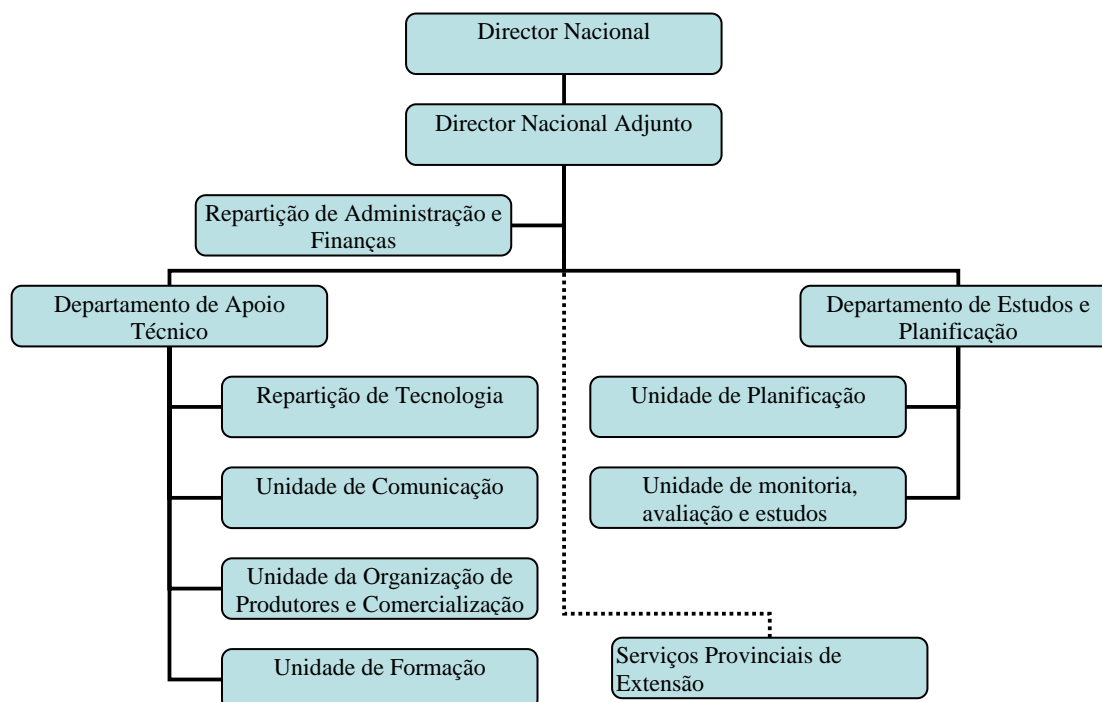 Director Nacional
Director Nacional Adjunto
Repartição de Administração e
Finanças
Departamento de Apoio
Técnico
Departamento de Estudos e
Planificação
Repartição de Tecnologia
Unidade de Planificação
Unidade de Comunicação
Unidade de monitoria,
avaliação e estudos
Unidade da Organização de
Produtores e Comercialização
Unidade de Formação
Serviços Provinciais de
Extensão